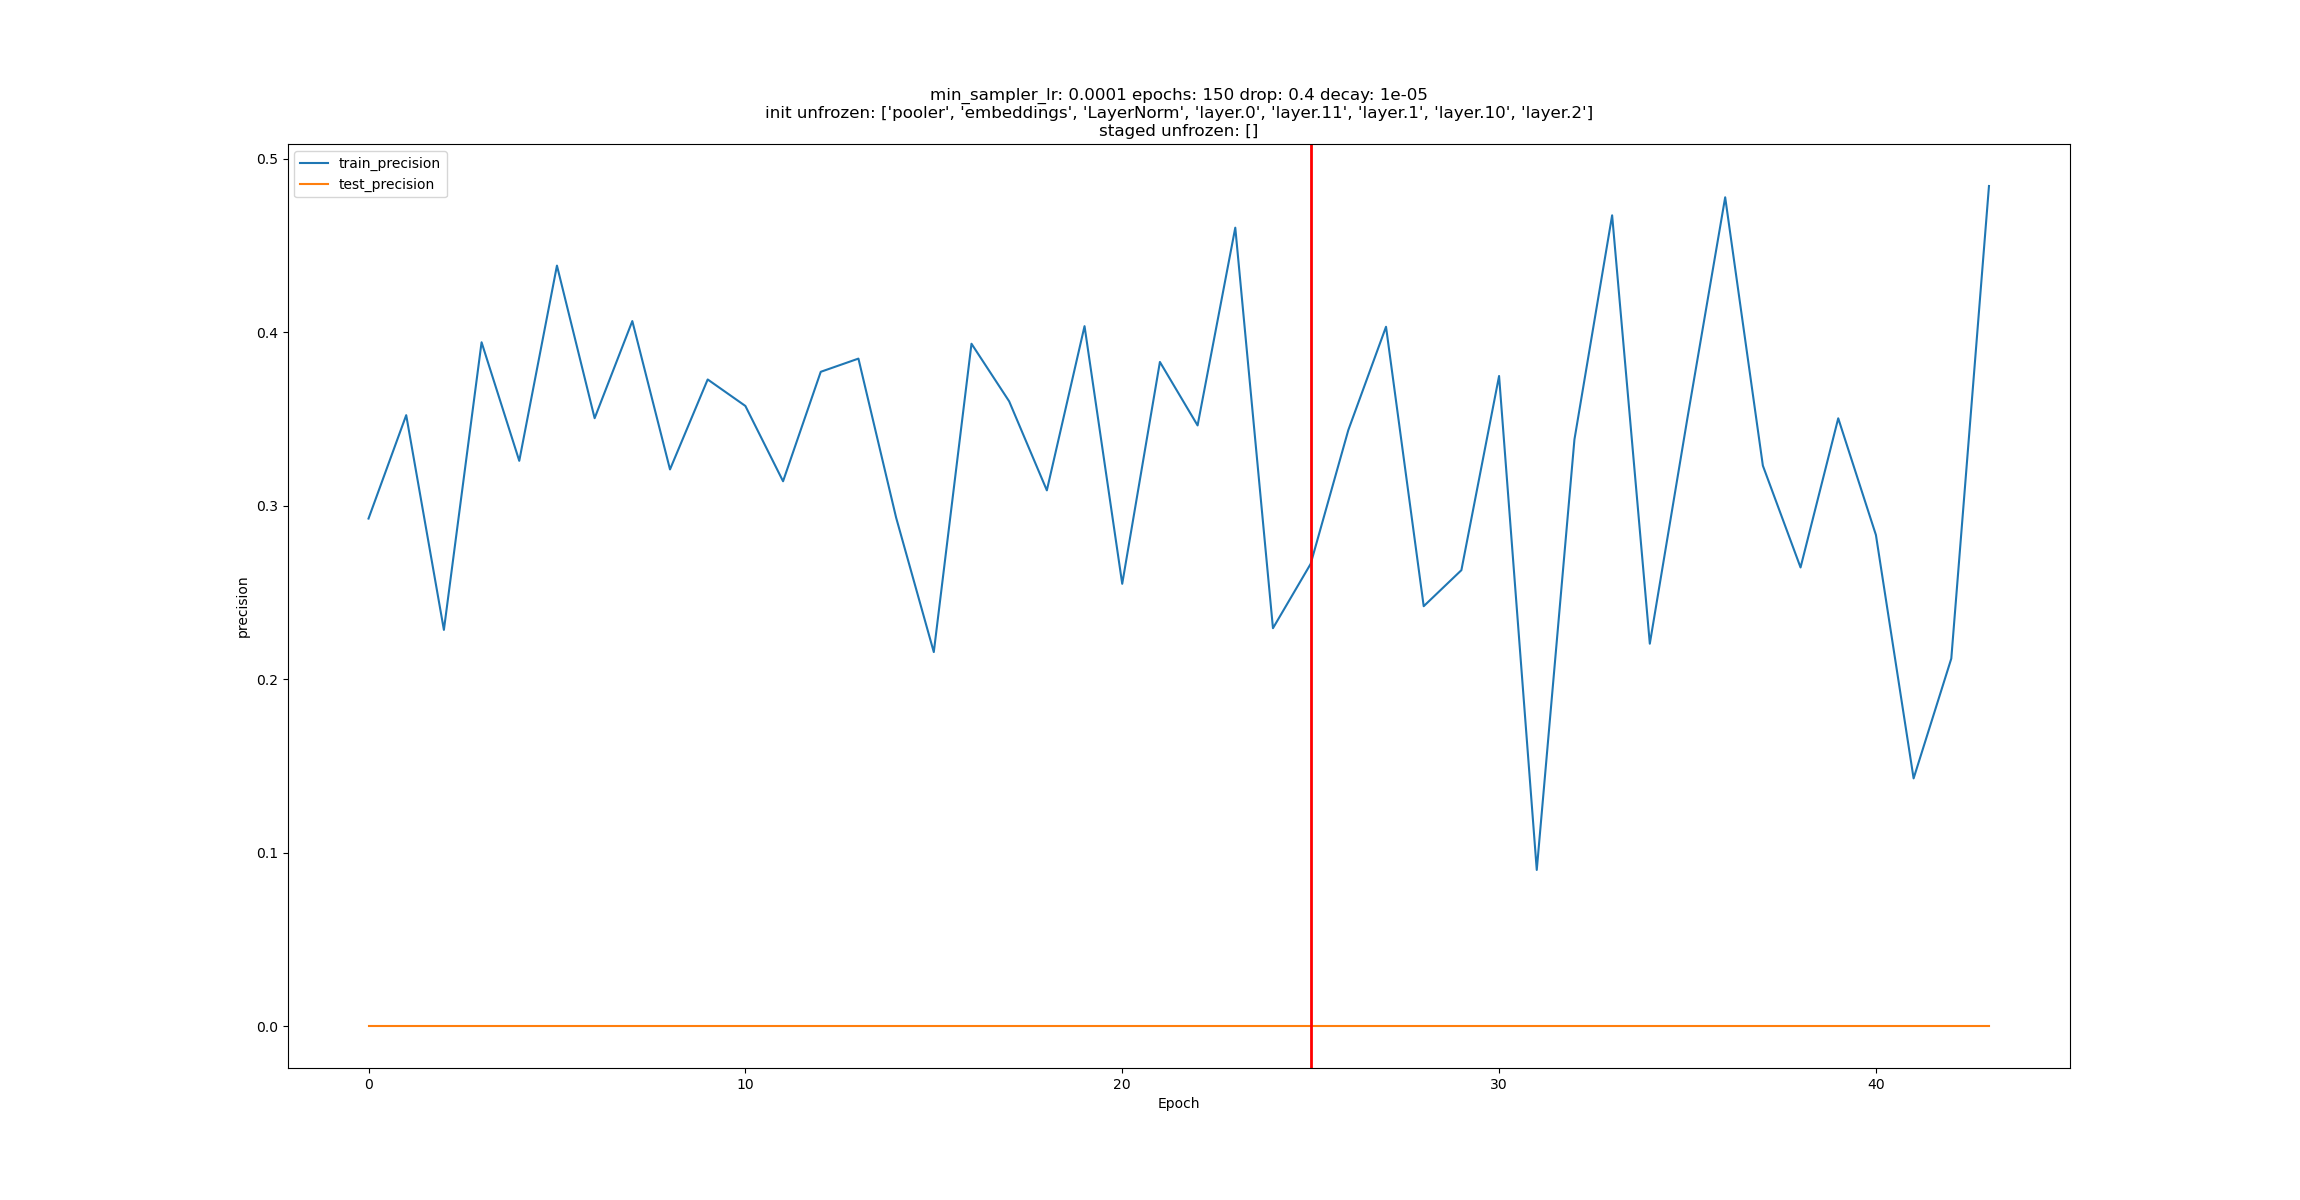 min_sampler_lr: 0.0001 epochs: 150 drop: 0.4 decay: 1e-05
init unfrozen: ['pooler', 'embeddings', 'LayerNorm', 'layer.0', 'layer.11', 'layer.1', 'layer.10', 'layer.2']
staged unfrozen: []
train_precision
test_precision
0.5
0.4
0.3
0.2
0.1
0.0
precision
0 10 20 30 40
Epoch